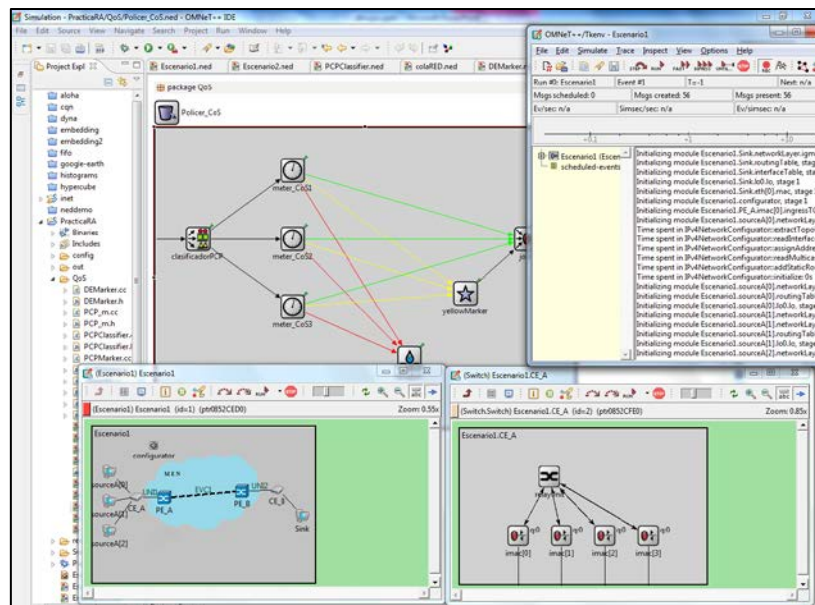 Simulation - PracticaRA/QoS/Policer_CoS.ned - OMNeT++ IDE
File Edit Source View Navigate Search Project Run Window Help
Project Expl
Escenario1.ned
Escenario2.ned
PCPClassifier.ned
colaRED.ned
DEMarker.ne
package QoS
Policer_CoS
aloha
cqn
dyna
embedding
embedding2
fifo
google-earth
histograms
hypercube
inet
neddemo
PracticaRA
Binaries
Includes
config
out
QoS
DEMarker.cc
DEMarker.h
PCP_m.cc
PCP_m.h
PCPClassifier.
PCPClassifier.
PCPMarker.cc
meter_CoS1
clasificadorPCP
meter_CoS2
meter_CoS3
yellowMarker
OMNeT++/Tkenv - Escenario1
File Edit Simulate Trace Inspect View Options Help
Run #0: Escenario1
Event #1
T=-1
Next: n/a
Msgs scheduled: 0
Msgs created: 56
Msgs present: 56
Ev/sec: n/a
Simsec/sec: n/a
Ev/simsec: n/a
Escenario1 (Escen
scheduled-events
Initializing module Escenario1.Sink.networkLayer.igm
Initializing module Escenario1.Sink.routingTable, stag
Initializing module Escenario1.Sink.interfaceTable, sta
Initializing module Escenario1.Sink.lo0.lo, stage 1
Initializing module Escenario1.Sink.eth[0].mac, stage
Initializing module Escenario1.configurator, stage 1
Initializing module Escenario1.PE_A.imac[0].ingressTC
Time spent in IPv4NetworkConfigurator::extractTopo
Time spent in IPv4NetworkConfigurator::readInterfac
Time spent in IPv4NetworkConfigurator::assignAddre
Time spent in IPv4NetworkConfigurator::readMultica
Time spent in IPv4NetworkConfigurator::addStaticRo
Time spent in IPv4NetworkConfigurator::initialize: 0s
Initializing module Escenario1.sourceA[0].networkLay
Initializing module Escenario1.sourceA[0].routingTabl
Initializing module Escenario1.sourceA[0].lo0.lo, stage
Initializing module Escenario1.sourceA[1].networkLay
Initializing module Escenario1.sourceA[1].networkLay
Initializing module Escenario1.sourceA[1].routingTabl
Initializing module Escenario1.sourceA[1].lo0.lo, stage
Initializing module Escenario1.sourceA[2].networkLay
(Escenario1) Escenario1
(Escenario1) Escenario1 (id=1) (ptr0852CED0)
Zoom: 0.55x
Escenario1
configurator
sourceA[0]
MEN
UNI1
EVC1
UNI2
CE_A
PE_A
PE_B
CE_B
sourceA[1]
Sink
sourceA[2]
(Switch) Escenario1.CE_A
(Switch.Switch) Escenario1.CE_A (id=2) (ptr0852CFE0)
Zoom: 0.85x
Escenario1.CE_A
relayUnit
imac[0]
imac[1]
imac[2]
imac[3]